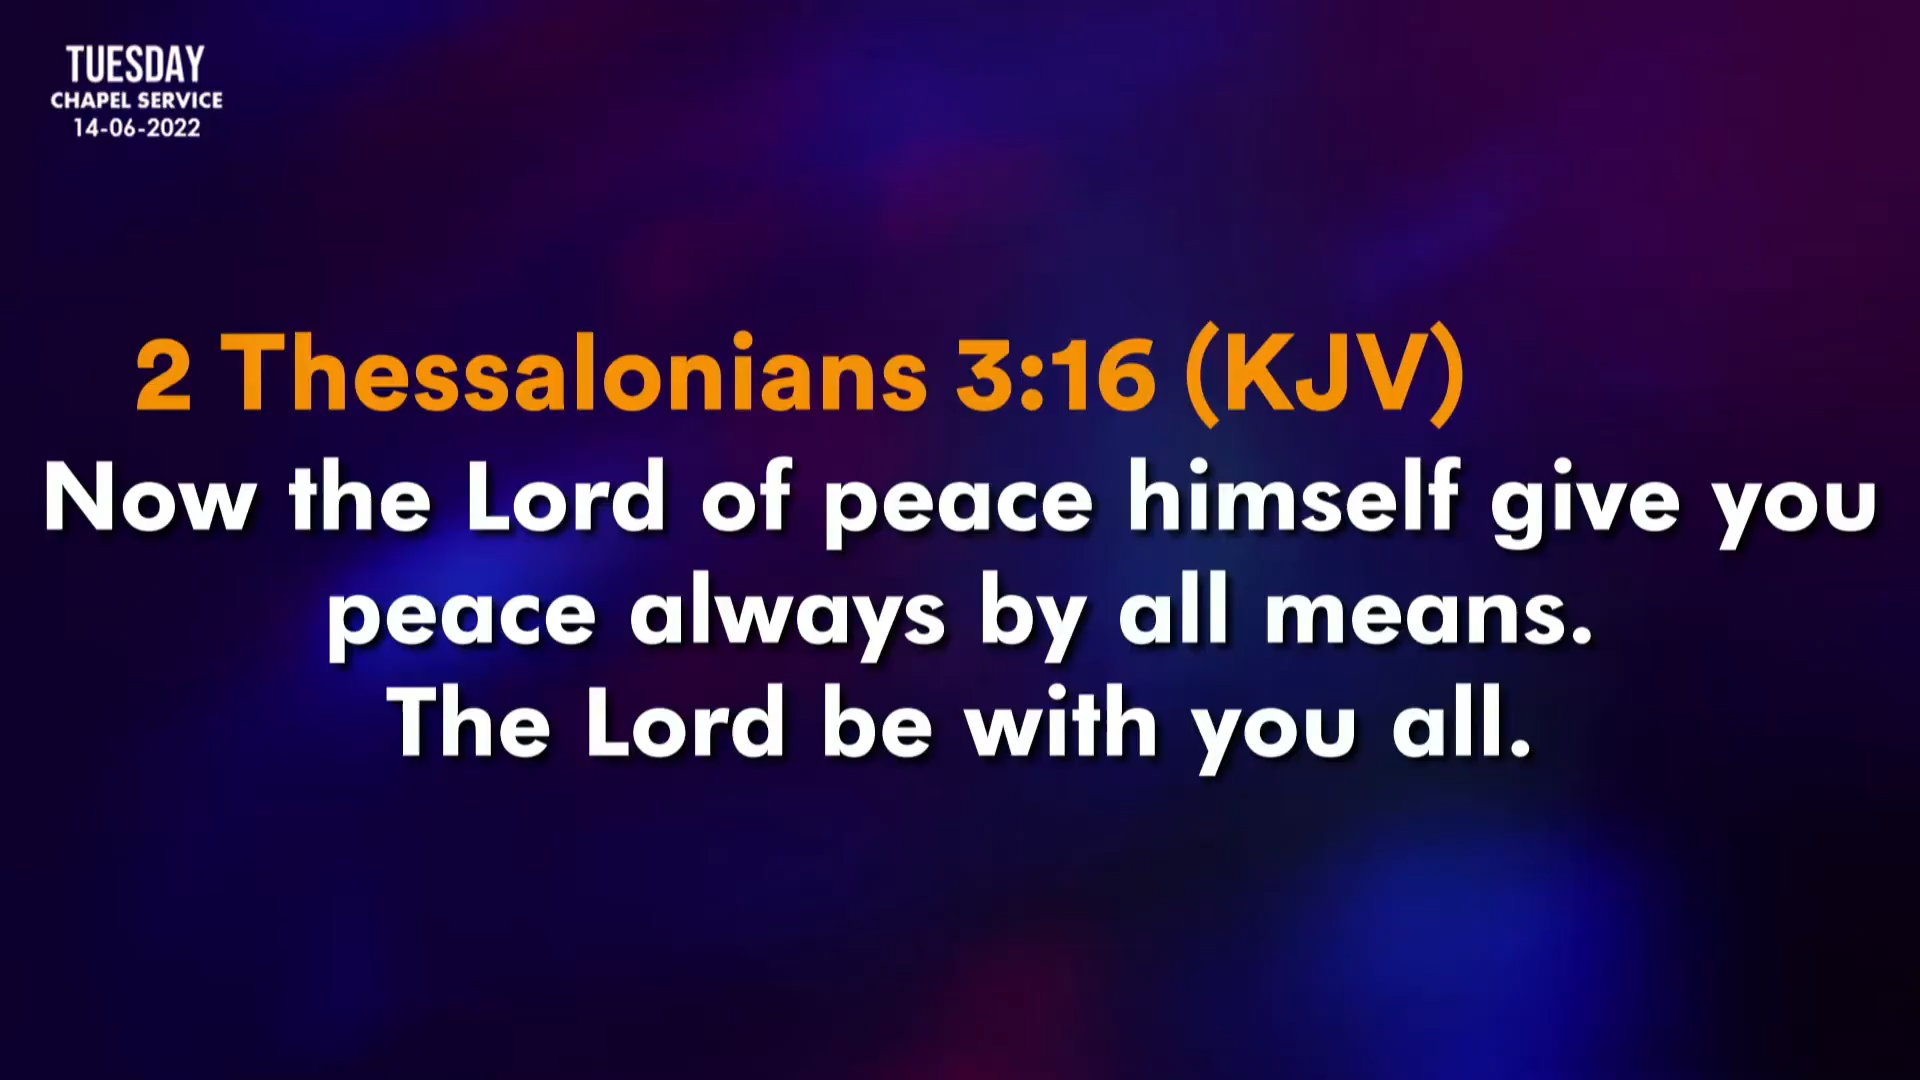 TUESDAY
CHAPEL SERVICE
14-06-2022
2 Thessalonians 3:16 (KJV)
Now the Lord of peace himself give you
peace always by all means.
The Lord be with you all.